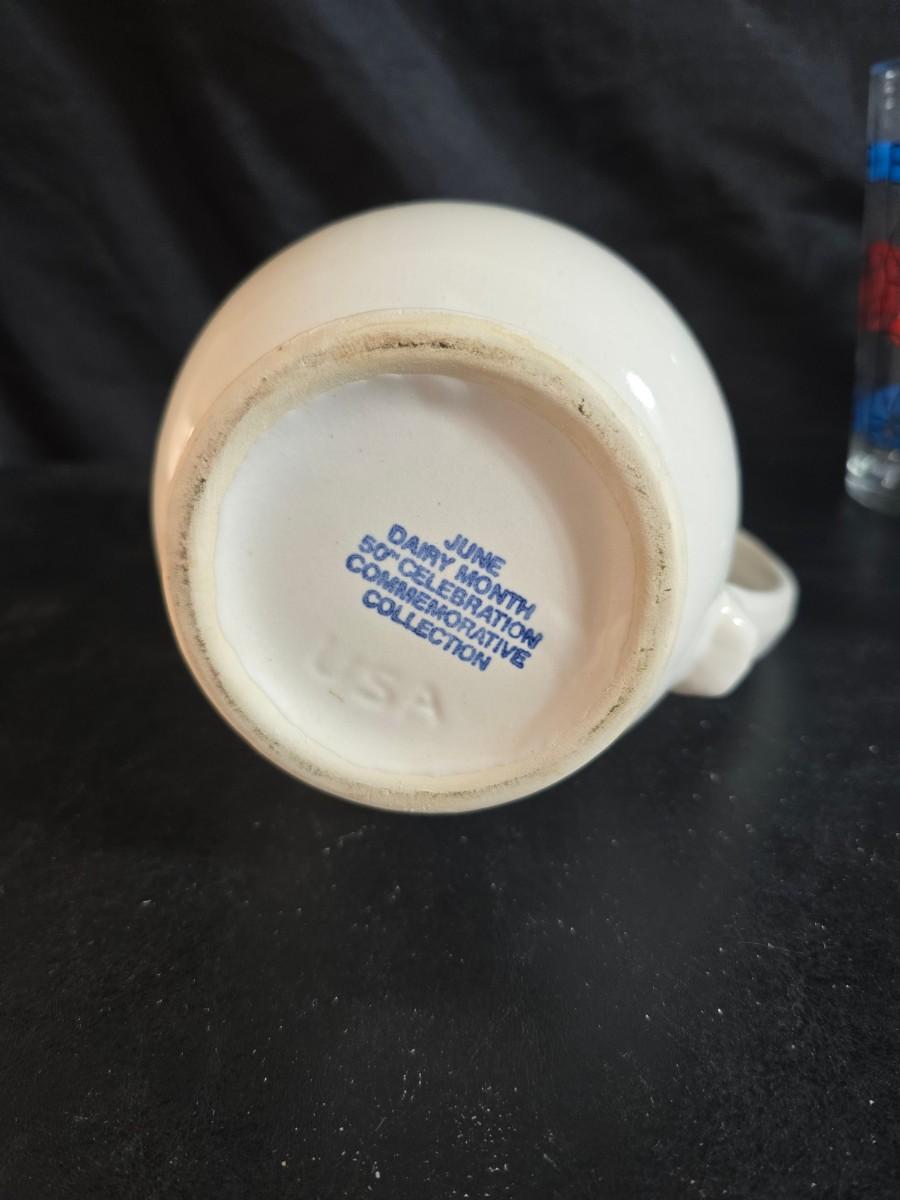 JUNE
DAIRY MONTH
50TH CELEBRATION
COMMEMORATIVE
COLLECTION
USA